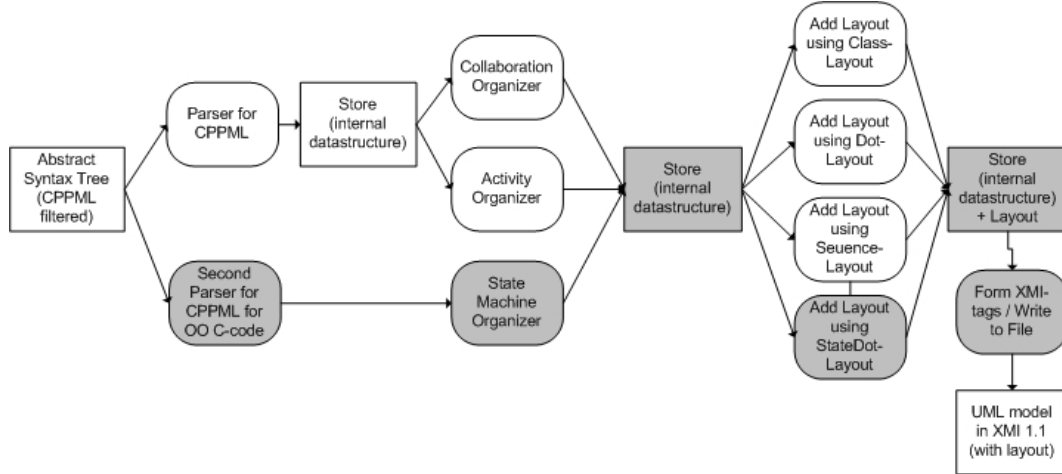 Abstract
Syntax Tree
(CPPML
filtered)
Parser for
CPPML
Second
Parser for
CPPML for
OO C-code
Store
(internal
datastructure)
Collaboration
Organizer
Activity
Organizer
State
Machine
Organizer
Store
(internal
datastructure)
Add Layout
using Class-
Layout
Add Layout
using Dot-
Layout
Add Layout
using
Seuence-
Layout
Add Layout
using
StateDot-
Layout
Store
(internal
datastructure)
+ Layout
Form XMI-
tags / Write
to File
UML model
in XMI 1.1
(with layout)